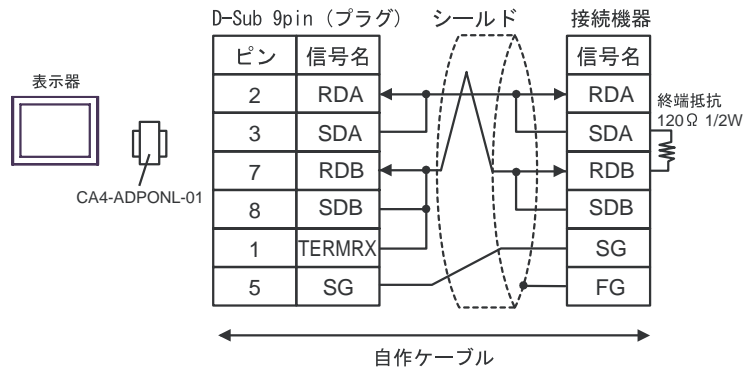 D-Sub 9pin（プラグ） シールド 接続機器
ピン 信号名 信号名
表示器
2 RDA RDA
終端抵抗
120Ω 1/2W
3 SDA SDA
7 RDB RDB
CA4-ADPONL-01
8 SDB SDB
1 TERMRX SG
5 SG FG
自作ケーブル